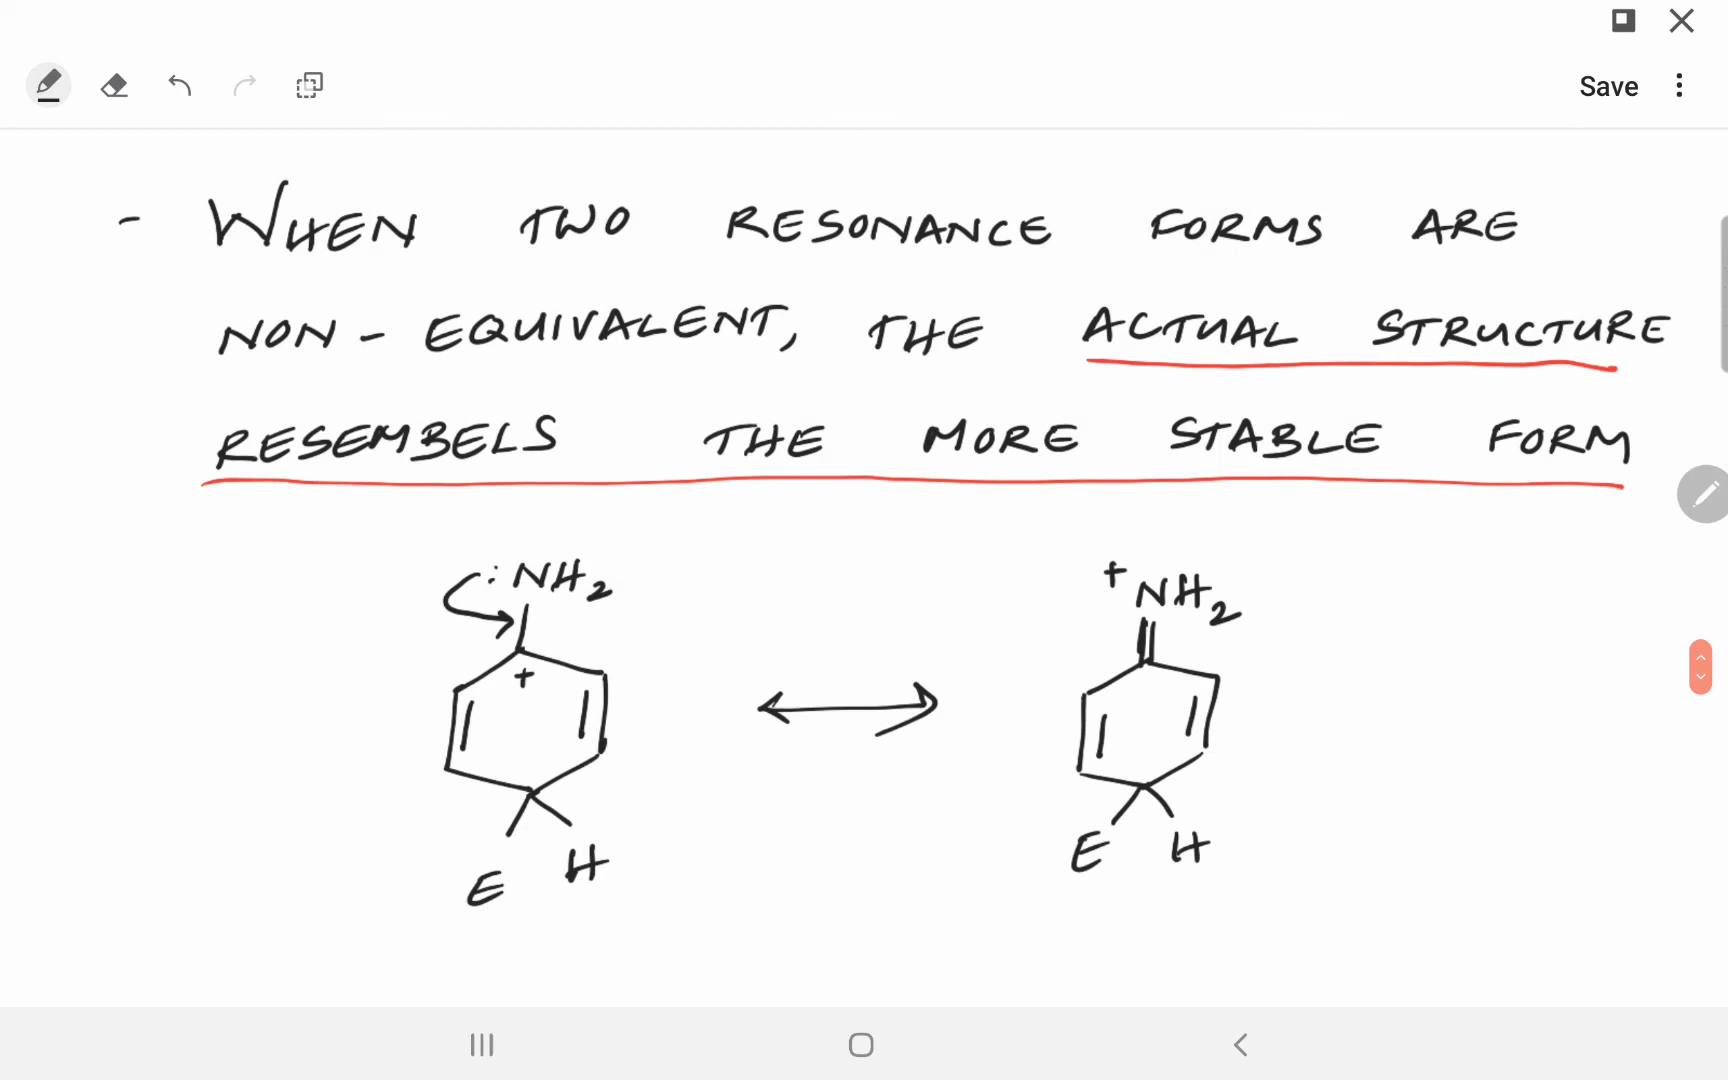 Save
- WHEN TWO RESONANCE FORMS ARE
NON-EQUIVALENT, THE ACTUAL STRUCTURE
RESEMBELS THE MORE STABLE FORM
:NH2
+
E H
+NH2
E H